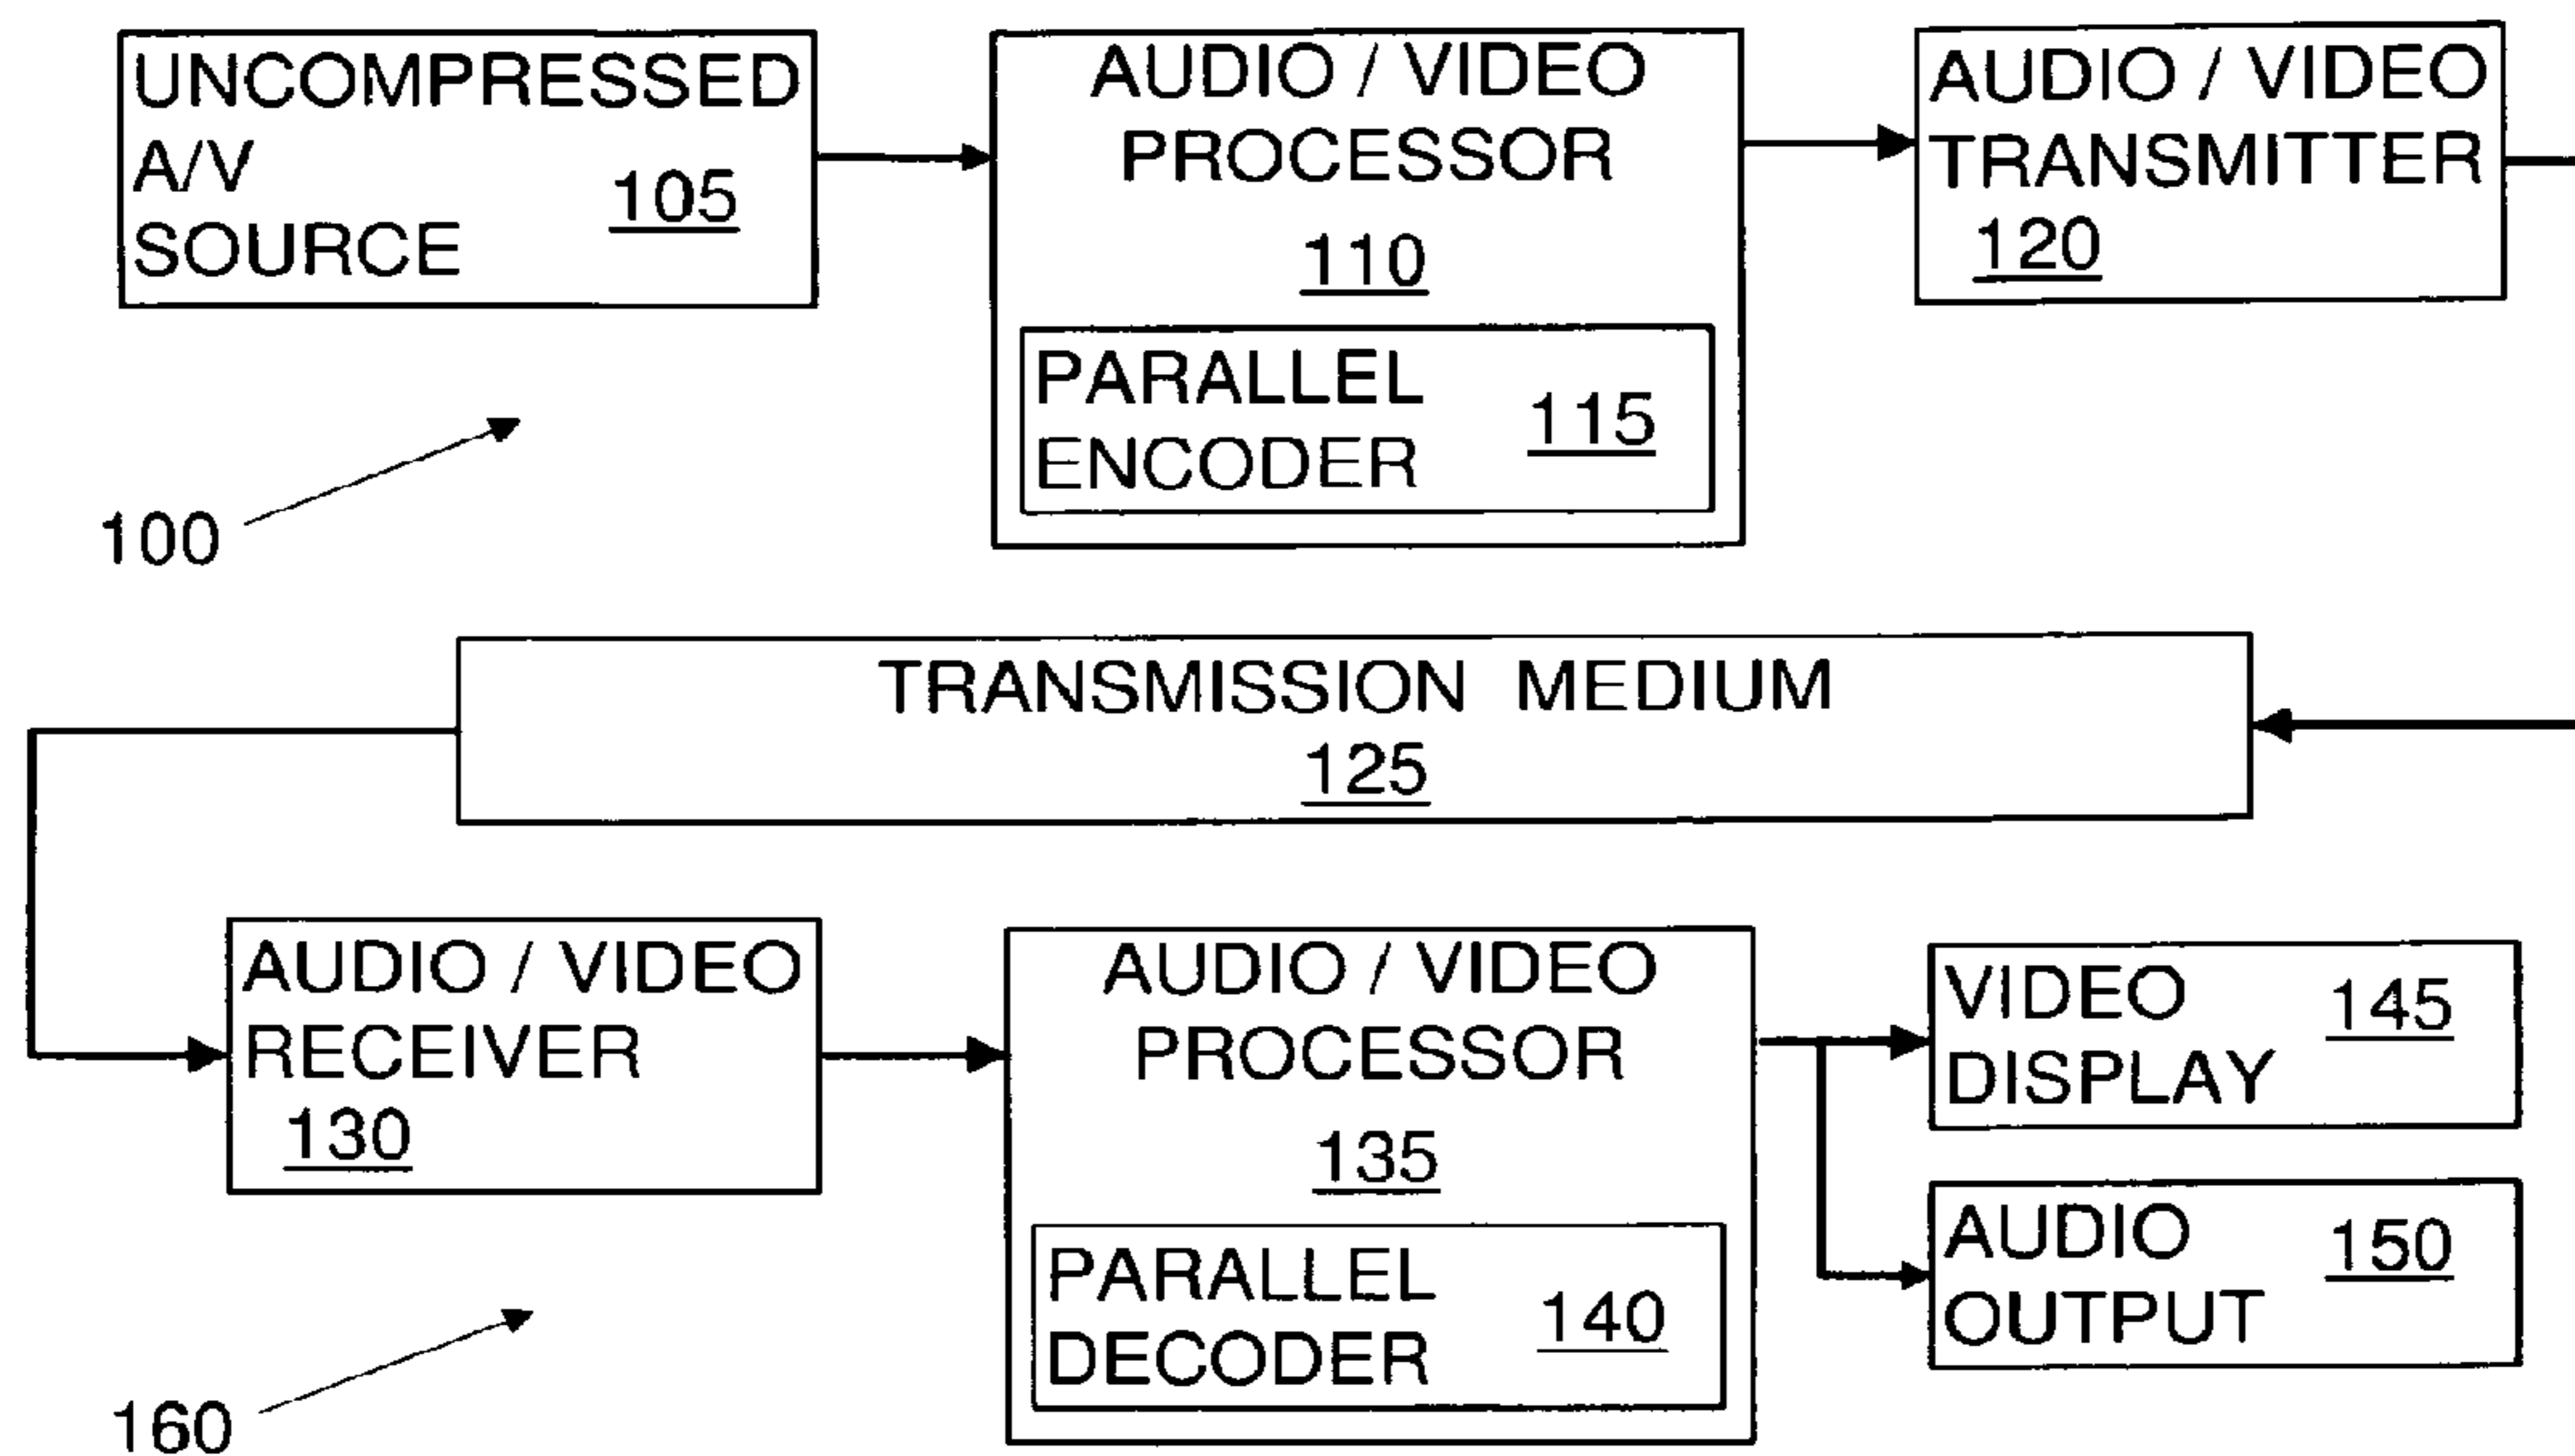 UNCOMPRESSED
A/V
SOURCE
105
AUDIO / VIDEO
PROCESSOR
110
PARALLEL
ENCODER
115
AUDIO / VIDEO
TRANSMITTER
120
100
TRANSMISSION MEDIUM
125
AUDIO / VIDEO
RECEIVER
130
AUDIO / VIDEO
PROCESSOR
135
PARALLEL
DECODER
140
VIDEO
DISPLAY
145
AUDIO
OUTPUT
150
160